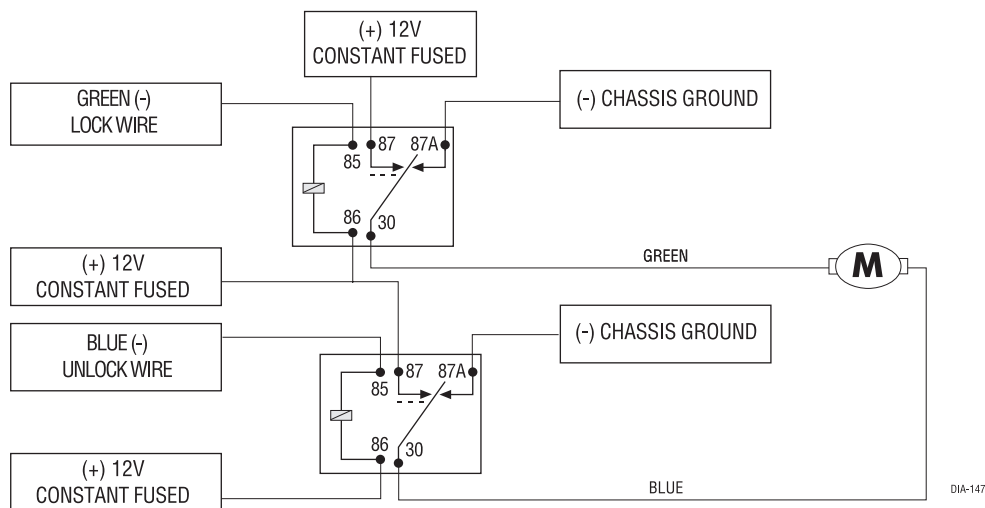 (+) 12V
CONSTANT FUSED
GREEN (-)
LOCK WIRE
(-) CHASSIS GROUND
85
87
87A
86
30
(+) 12V
CONSTANT FUSED
GREEN
M
BLUE (-)
UNLOCK WIRE
(-) CHASSIS GROUND
85
87
87A
86
30
(+) 12V
CONSTANT FUSED
BLUE
DIA-147